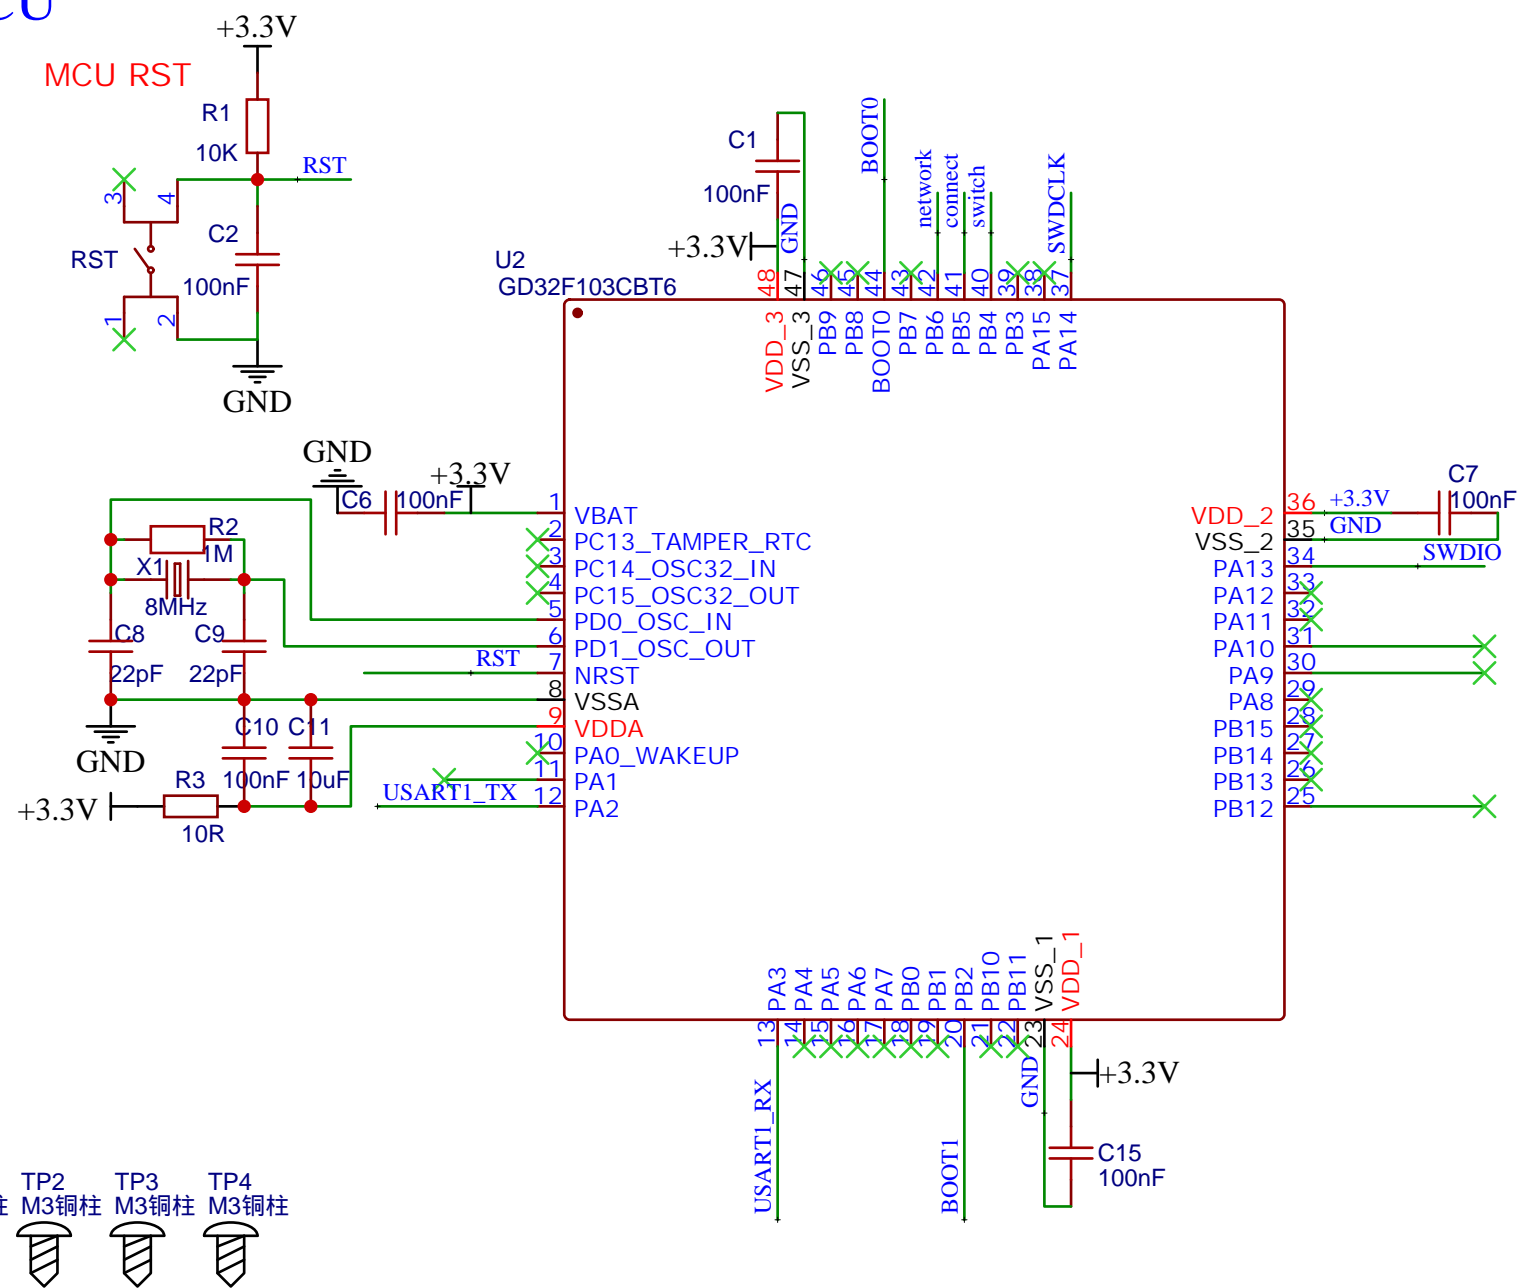 CU
+3.3V
MCU RST
R1
10K
RST
3
4
RST
C2
100nF
1
2
GND
C1
100nF
+3.3V
GND
BOOT0
network
connect
switch
SWDCLK
U2
GD32F103CBT6
48
47
46
45
44
43
42
41
40
39
38
37
VDD_3
VSS_3
PB9
PB8
BOOT0
PB7
PB6
PB5
PB4
PB3
PA15
PA14
GND
+3.3V
C6
100nF
R2
1M
X1
8MHz
C8
22pF
C9
22pF
GND
RST
C10
100nF
C11
10uF
R3
10R
+3.3V
USART1_TX
1 VBAT
2 PC13_TAMPER_RTC
3 PC14_OSC32_IN
4 PC15_OSC32_OUT
5 PD0_OSC_IN
6 PD1_OSC_OUT
7 NRST
8 VSSA
9 VDDA
10 PA0_WAKEUP
11 PA1
12 PA2
VDD_2 36
VSS_2 35
PA13 34
PA12 33
PA11 32
PA10 31
PA9 30
PA8 29
PB15 28
PB14 27
PB13 26
PB12 25
+3.3V
GND
SWDIO
C7
100nF
PA3
PA4
PA5
PA6
PA7
PB0
PB1
PB2
PB10
PB11
VSS_1
VDD_1
13
14
15
16
17
18
19
20
21
22
23
24
USART1_RX
BOOT1
GND
+3.3V
C15
100nF
TP2
TP3
TP4
柱
M3铜柱
M3铜柱
M3铜柱